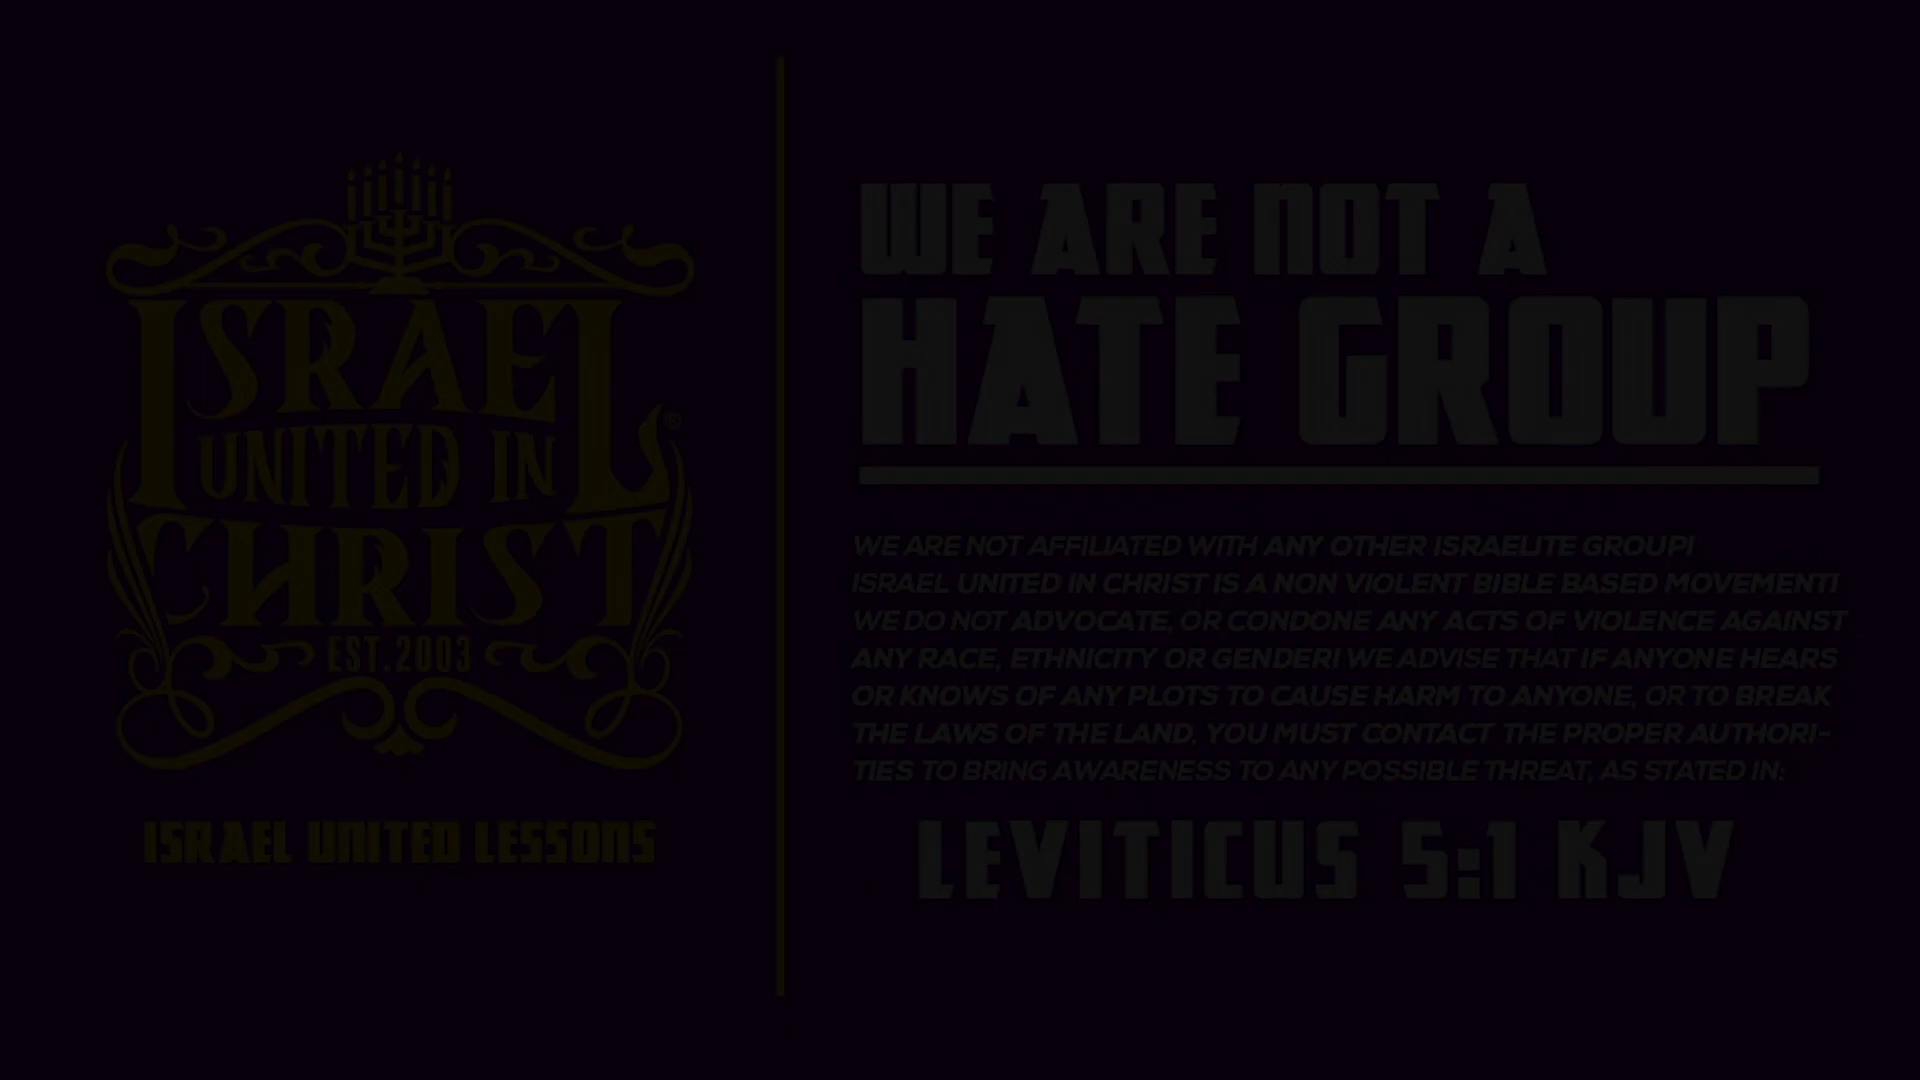 ISRAEL
UNITED IN
CHRIST
®
EST. 2003
ISRAEL UNITED LESSONS
WE ARE NOT A
HATE GROUP
WE ARE NOT AFFILIATED WITH ANY OTHER ISRAELITE GROUP!
ISRAEL UNITED IN CHRIST IS A NON VIOLENT BIBLE BASED MOVEMENT!
WE DO NOT ADVOCATE, OR CONDONE ANY ACTS OF VIOLENCE AGAINST
ANY RACE, ETHNICITY OR GENDER! WE ADVISE THAT IF ANYONE HEARS
OR KNOWS OF ANY PLOTS TO CAUSE HARM TO ANYONE, OR TO BREAK
THE LAWS OF THE LAND, YOU MUST CONTACT THE PROPER AUTHORI-
TIES TO BRING AWARENESS TO ANY POSSIBLE THREAT, AS STATED IN:
LEVITICUS 5:1 KJV